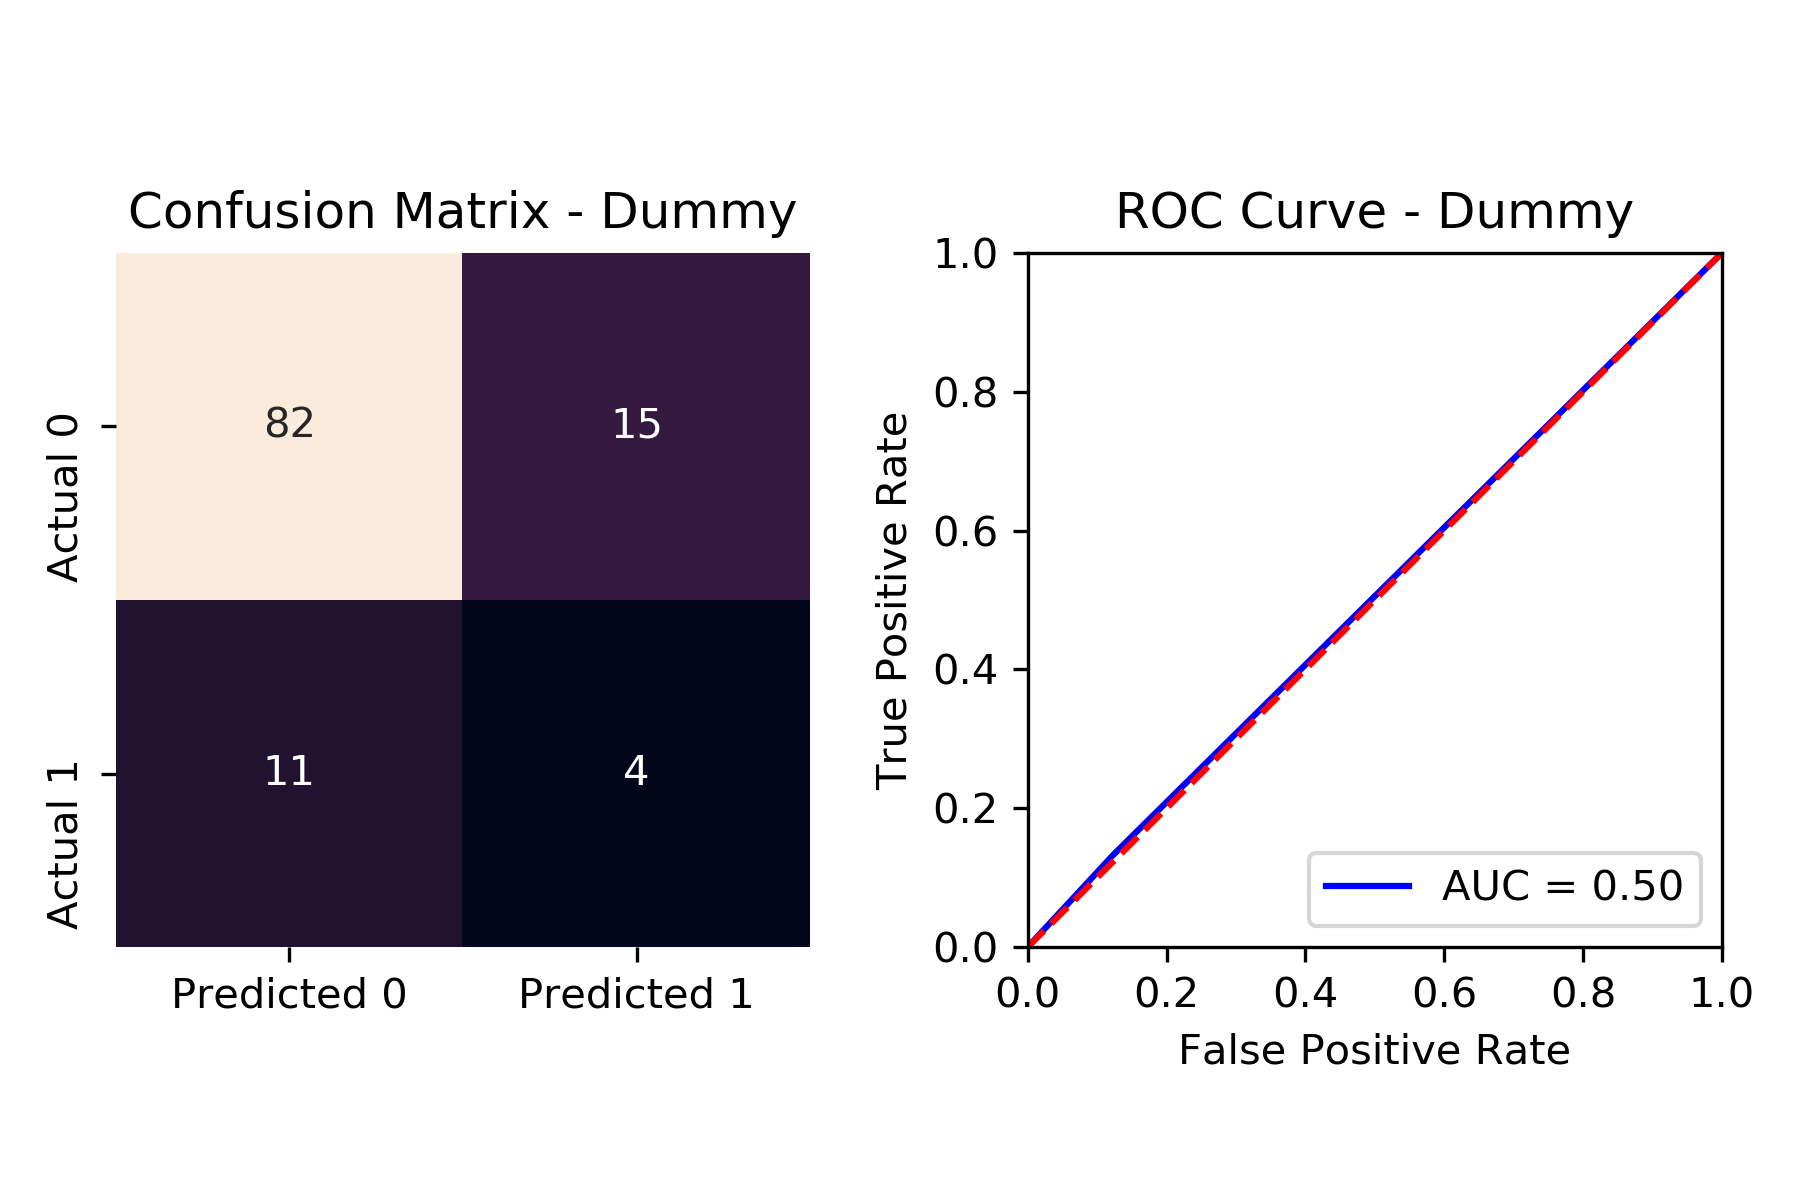 Confusion Matrix - Dummy
Actual 0
82
15
Actual 1
11
4
Predicted 0
Predicted 1
ROC Curve - Dummy
True Positive Rate
1.0
0.8
0.6
0.4
0.2
0.0
AUC = 0.50
0.0 0.2 0.4 0.6 0.8 1.0
False Positive Rate